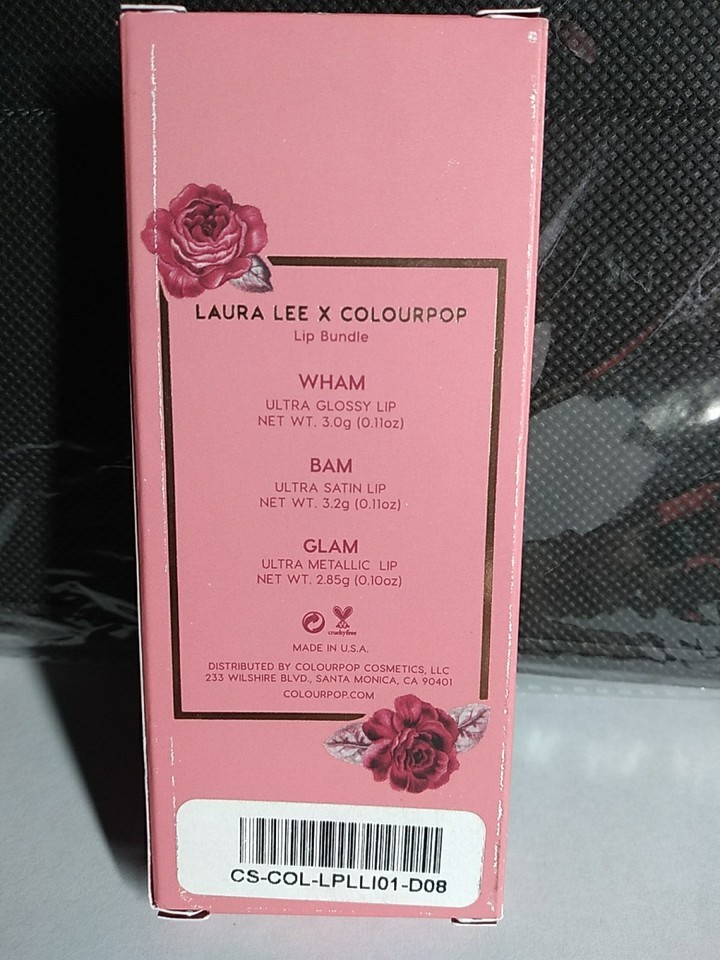 LAURA LEE X COLOURPOP
Lip Bundle
WHAM
ULTRA GLOSSY LIP
NET WT. 3.0g (0.11oz)
BAM
ULTRA SATIN LIP
NET WT. 3.2g (0.11oz)
GLAM
ULTRA METALLIC LIP
NET WT. 2.85g (0.10oz)
crueltyfree
MADE IN U.S.A.
DISTRIBUTED BY COLOURPOP COSMETICS, LLC
233 WILSHIRE BLVD., SANTA MONICA, CA 90401
COLOURPOP.COM
CS-COL-LPLLI01-D08